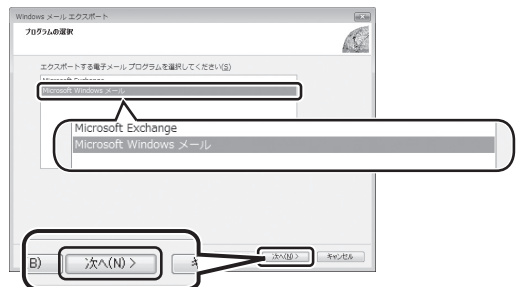 Windows メール エクスポート
プログラムの選択
エクスポートする電子メール プログラムを選択してください(S)
Microsoft Exchange
Microsoft Windows メール
Microsoft Exchange
Microsoft Windows メール
次へ(N) > キャンセル
B) 次へ(N) > キ